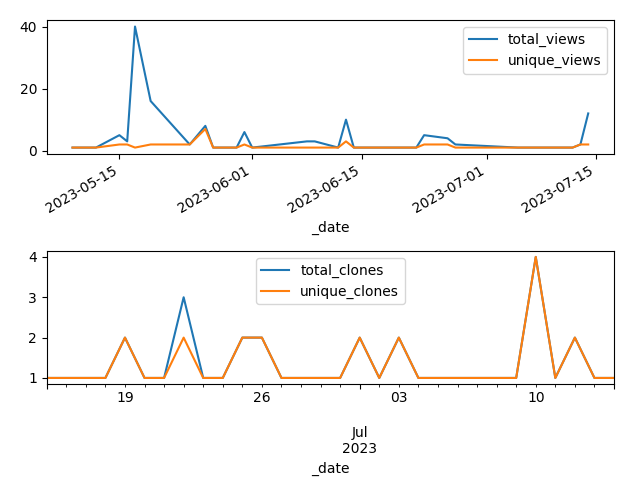 40
20
0
total_views
unique_views
2023-05-15
2023-06-01
2023-06-15
2023-07-01
2023-07-15
_date
4
3
2
1
total_clones
unique_clones
19
26
03
10
Jul
2023
_date